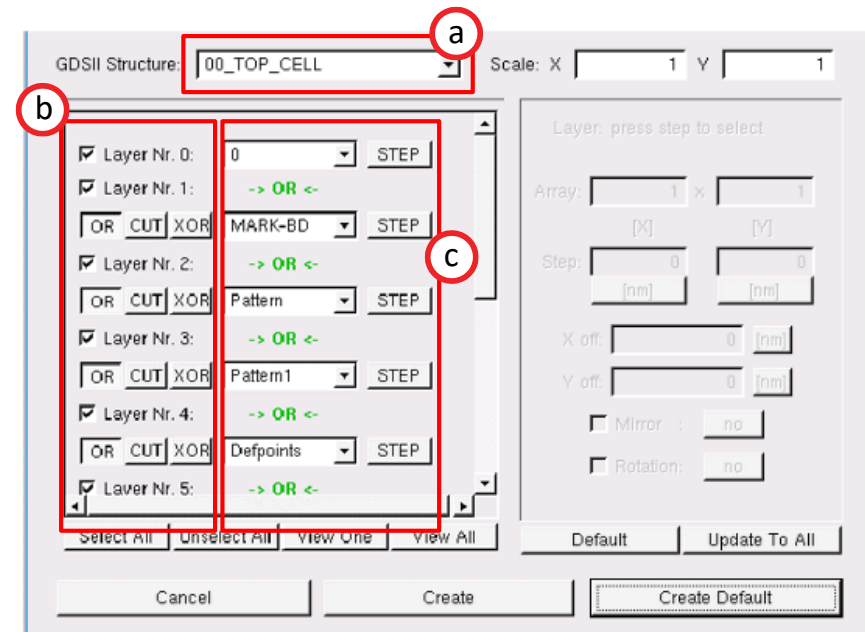 a
GDSII Structure: 00_TOP_CELL Scale: X 1 Y 1
b
Layer: press step to select
Layer Nr. 0: 0 STEP
Layer Nr. 1: -> OR <-
Array: 1 x 1
[X] [Y]
OR CUT XOR MARK-BD STEP
c
Layer Nr. 2: -> OR <-
Step: 0 0
[nm] [nm]
OR CUT XOR Pattern STEP
Layer Nr. 3: -> OR <-
X off: 0 [nm]
OR CUT XOR Pattern1 STEP
Y off: 0 [nm]
Layer Nr. 4: -> OR <-
Mirror : no
OR CUT XOR Defpoints STEP
Rotation: no
Layer Nr. 5: -> OR <-
Select All Unselect All View One View All
Default Update To All
Cancel Create Create Default